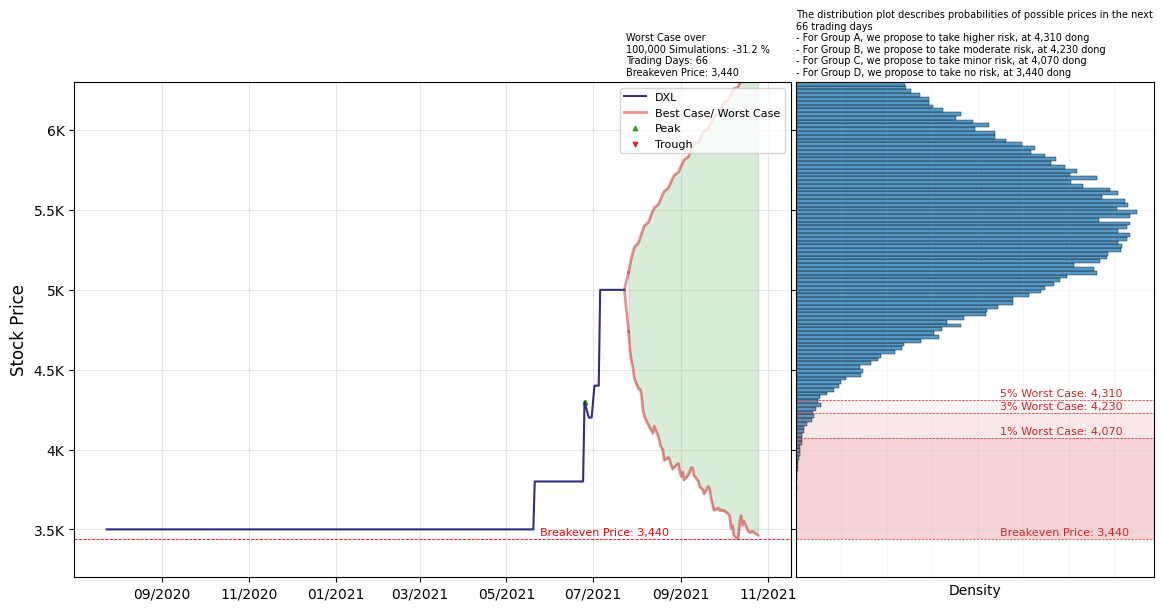 Worst Case over
100,000 Simulations: -31.2 %
Trading Days: 66
Breakeven Price: 3,440
The distribution plot describes probabilities of possible prices in the next
66 trading days
- For Group A, we propose to take higher risk, at 4,310 dong
- For Group B, we propose to take moderate risk, at 4,230 dong
- For Group C, we propose to take minor risk, at 4,070 dong
- For Group D, we propose to take no risk, at 3,440 dong
DXL
Best Case/ Worst Case
Peak
Trough
Stock Price
6K
5.5K
5K
4.5K
4K
3.5K
Breakeven Price: 3,440
09/2020
11/2020
01/2021
03/2021
05/2021
07/2021
09/2021
11/2021
5% Worst Case: 4,310
3% Worst Case: 4,230
1% Worst Case: 4,070
Breakeven Price: 3,440
Density